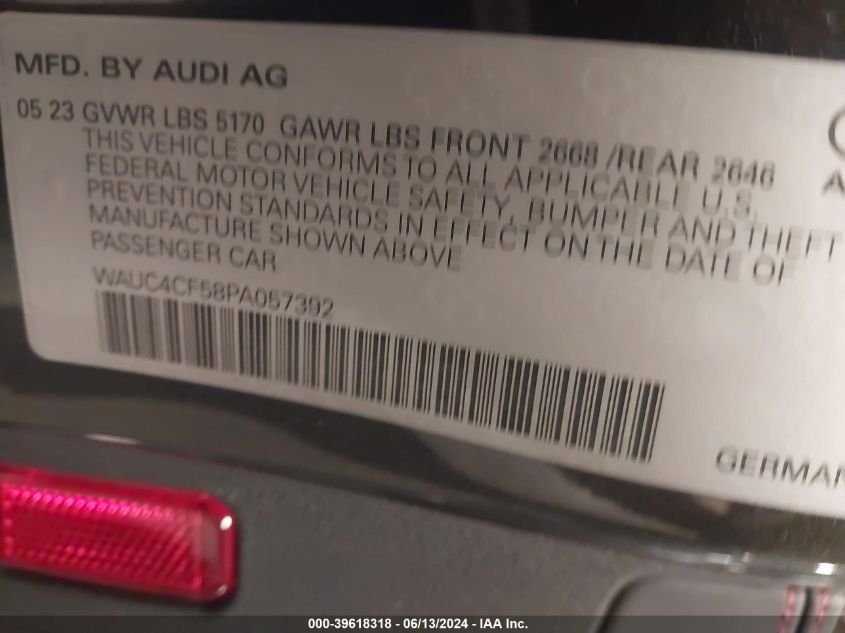 MFD. BY AUDI AG
05 23 GVWR LBS 5170 GAWR LBS FRONT 2668 /REAR 2646
THIS VEHICLE CONFORMS TO ALL APPLICABLE U.S.
FEDERAL MOTOR VEHICLE SAFETY, BUMPER AND THEFT
PREVENTION STANDARDS IN EFFECT ON THE DATE OF
MANUFACTURE SHOWN ABOVE
PASSENGER CAR
WAUC4CF58PA057392
GERMAN
000-39618318 - 06/13/2024 - IAA Inc.